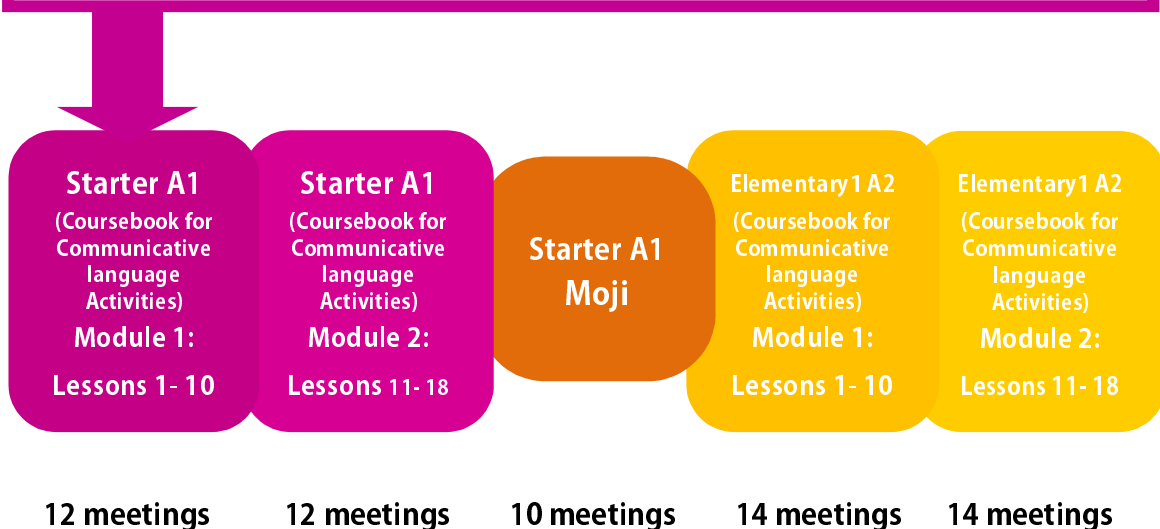 Starter A1
(Coursebook for
Communicative
language
Activities)
Module 1:
Lessons 1- 10
Starter A1
(Coursebook for
Communicative
language
Activities)
Module 2:
Lessons 11- 18
Starter A1
Moji
Elementary1 A2
(Coursebook for
Communicative
language
Activities)
Module 1:
Lessons 1- 10
Elementary1 A2
(Coursebook for
Communicative
language
Activities)
Module 2:
Lessons 11- 18
12 meetings
12 meetings
10 meetings
14 meetings
14 meetings